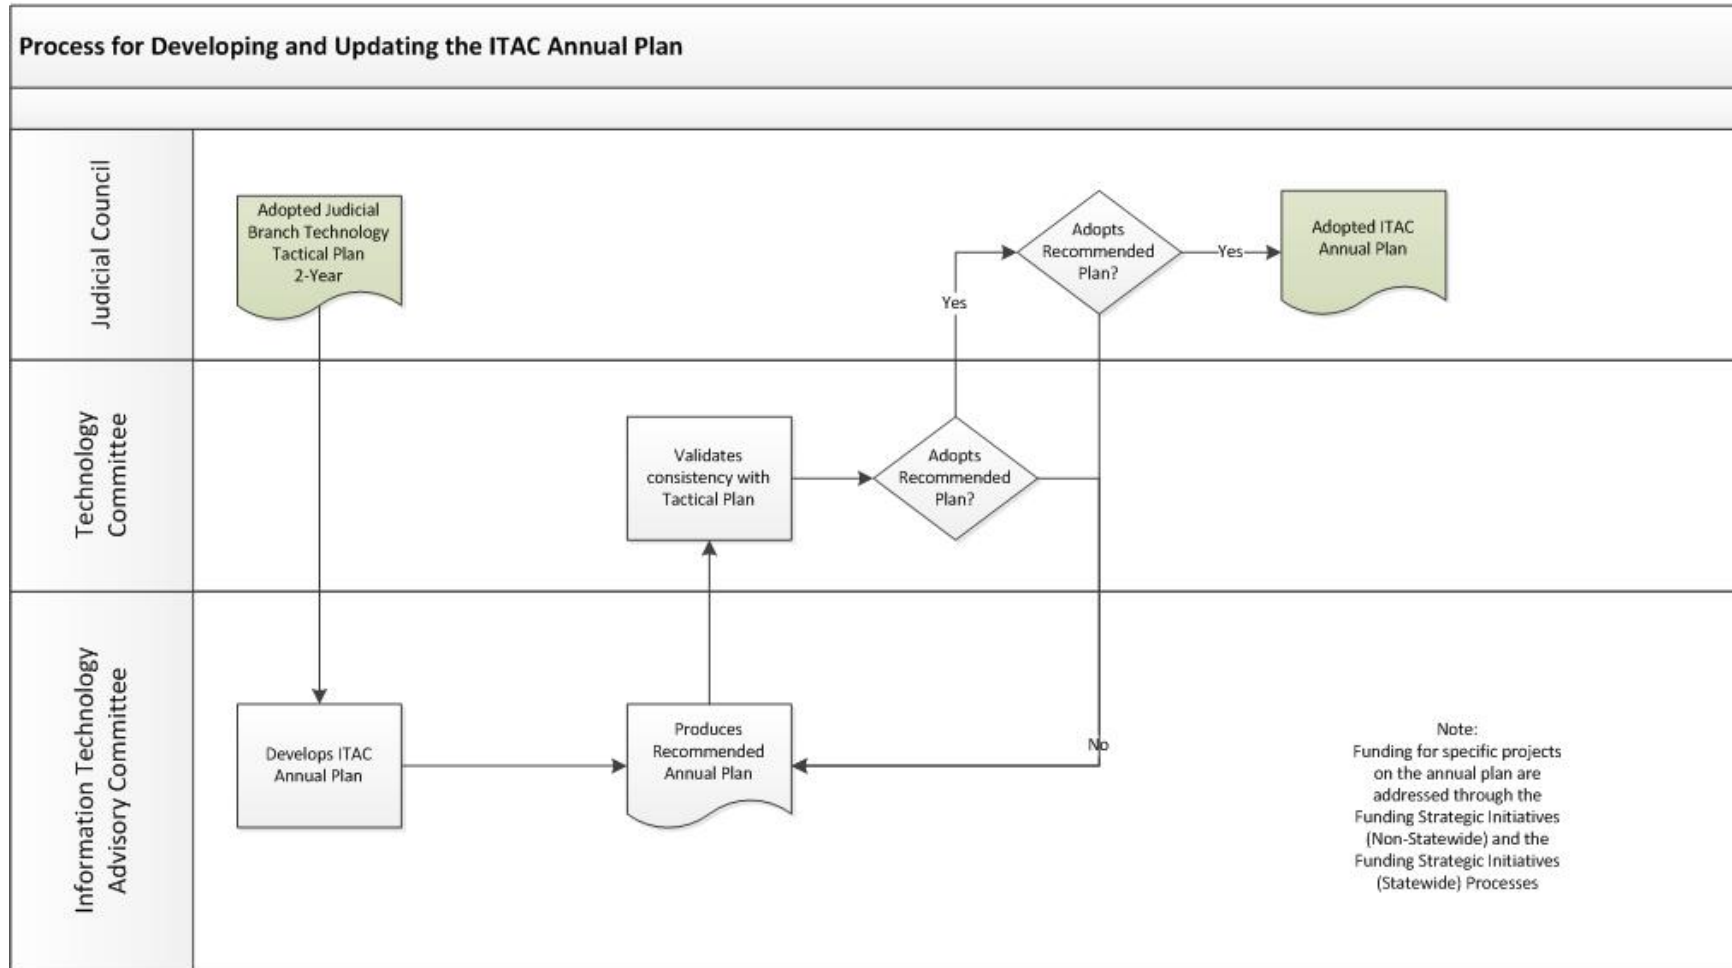 Process for Developing and Updating the ITAC Annual Plan
Judicial Council
Adopted Judicial
Branch Technology
Tactical Plan
2-Year
Adopts
Recommended
Plan?
Yes
Adopted ITAC
Annual Plan
Yes
Technology
Committee
Validates
consistency with
Tactical Plan
Adopts
Recommended
Plan?
Information Technology
Advisory Committee
Develops ITAC
Annual Plan
Produces
Recommended
Annual Plan
No
Note:
Funding for specific projects
on the annual plan are
addressed through the
Funding Strategic Initiatives
(Non-Statewide) and the
Funding Strategic Initiatives
(Statewide) Processes